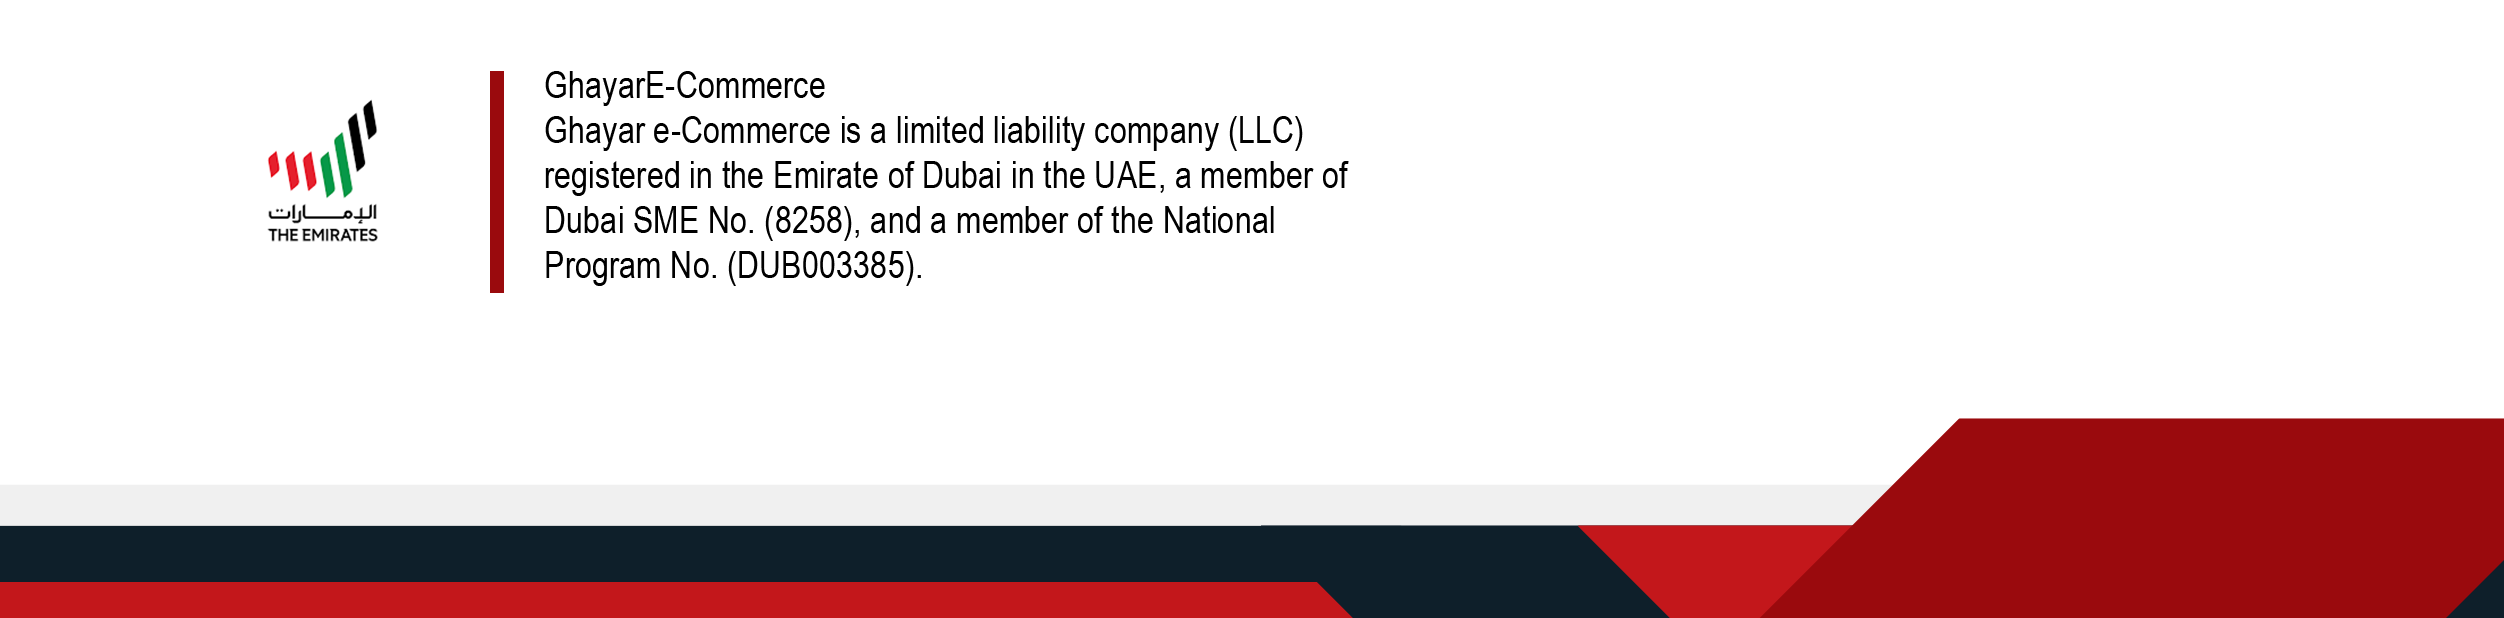 الإمارات
THE EMIRATES
GhayarE-Commerce
Ghayar e-Commerce is a limited liability company (LLC)
registered in the Emirate of Dubai in the UAE, a member of
Dubai SME No. (8258), and a member of the National
Program No. (DUB003385).